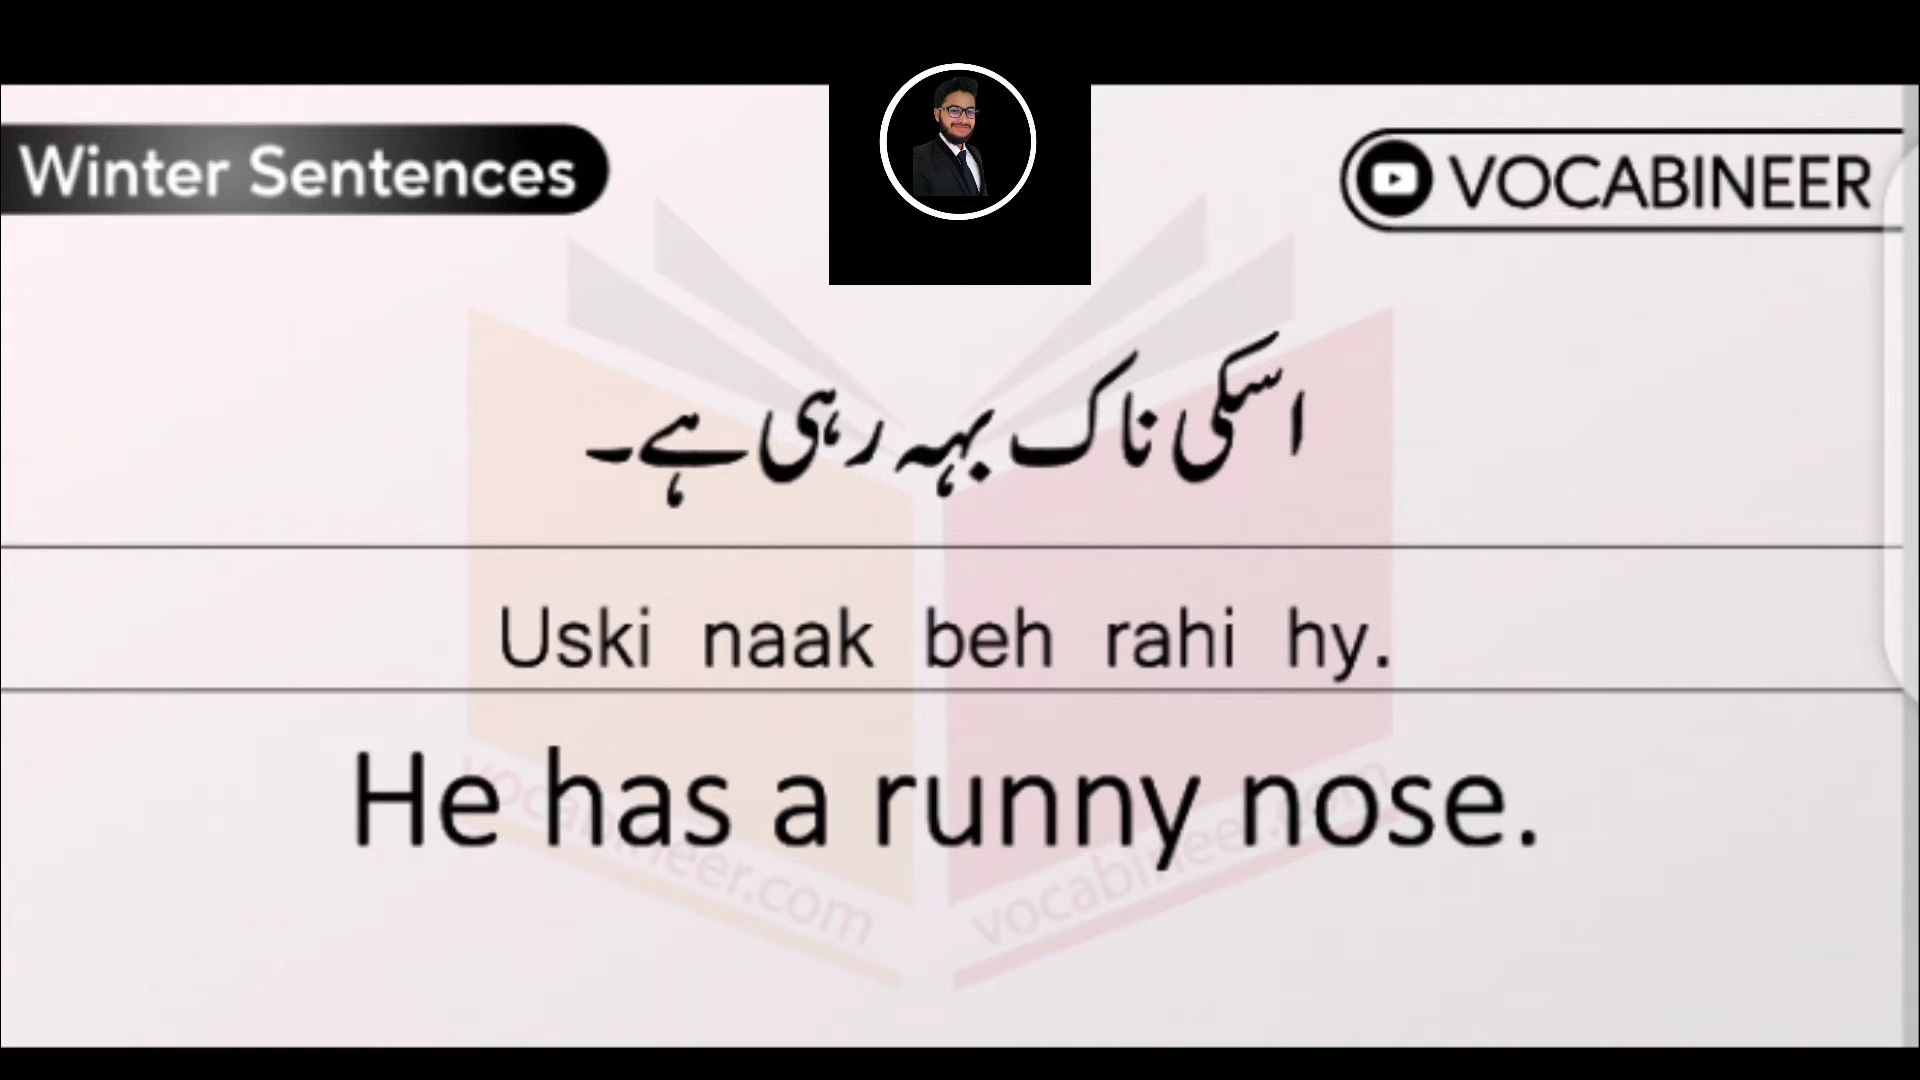 Winter Sentences
VOCABINEER
اسکی ناک بہہ رہی ہے۔
Uski naak beh rahi hy.
He has a runny nose.
vocabineer.com
vocabineer.com